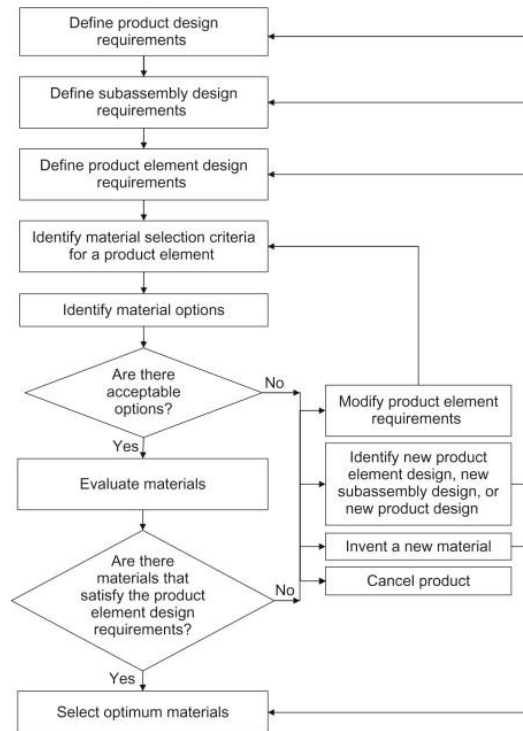 Define product design
requirements
Define subassembly design
requirements
Define product element design
requirements
Identify material selection criteria
for a product element
Identify material options
Are there
acceptable
options?
No
Yes
Modify product element
requirements
Identify new product
element design, new
subassembly design, or
new product design
Evaluate materials
Invent a new material
Cancel product
Are there
materials that
satisfy the product
element design
requirements?
No
Yes
Select optimum materials